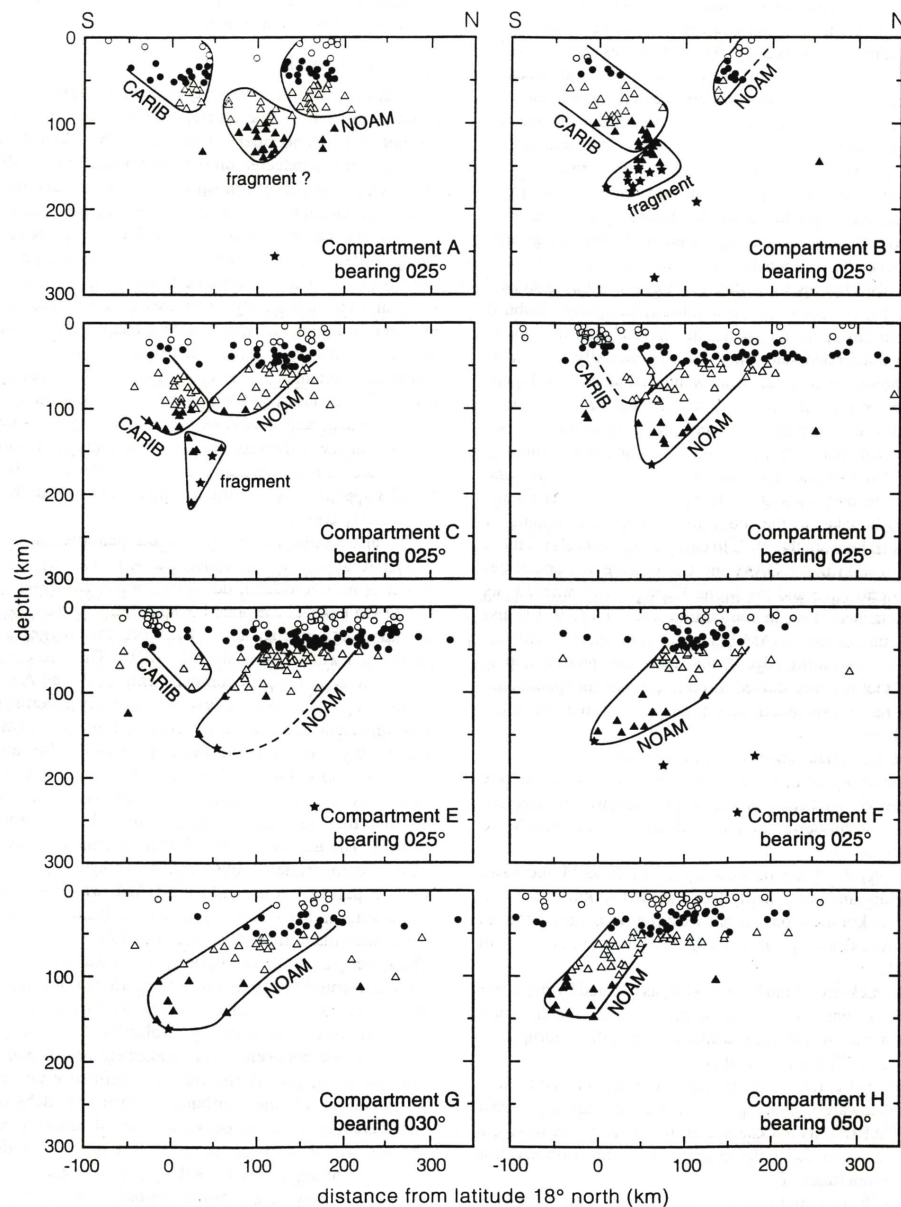 S N S N
0
100
200
300
CARIB
NOAM
fragment ?
Compartment A
bearing 025°
CARIB
NOAM
fragment
Compartment B
bearing 025°
0
100
200
300
CARIB
NOAM
fragment
Compartment C
bearing 025°
CARIB
NOAM
Compartment D
bearing 025°
depth (km)
0
100
200
300
CARIB
NOAM
Compartment E
bearing 025°
NOAM
Compartment F
bearing 025°
0
100
200
300
NOAM
Compartment G
bearing 030°
NOAM
Compartment H
bearing 050°
-100 0 100 200 300 -100 0 100 200 300
distance from latitude 18° north (km)